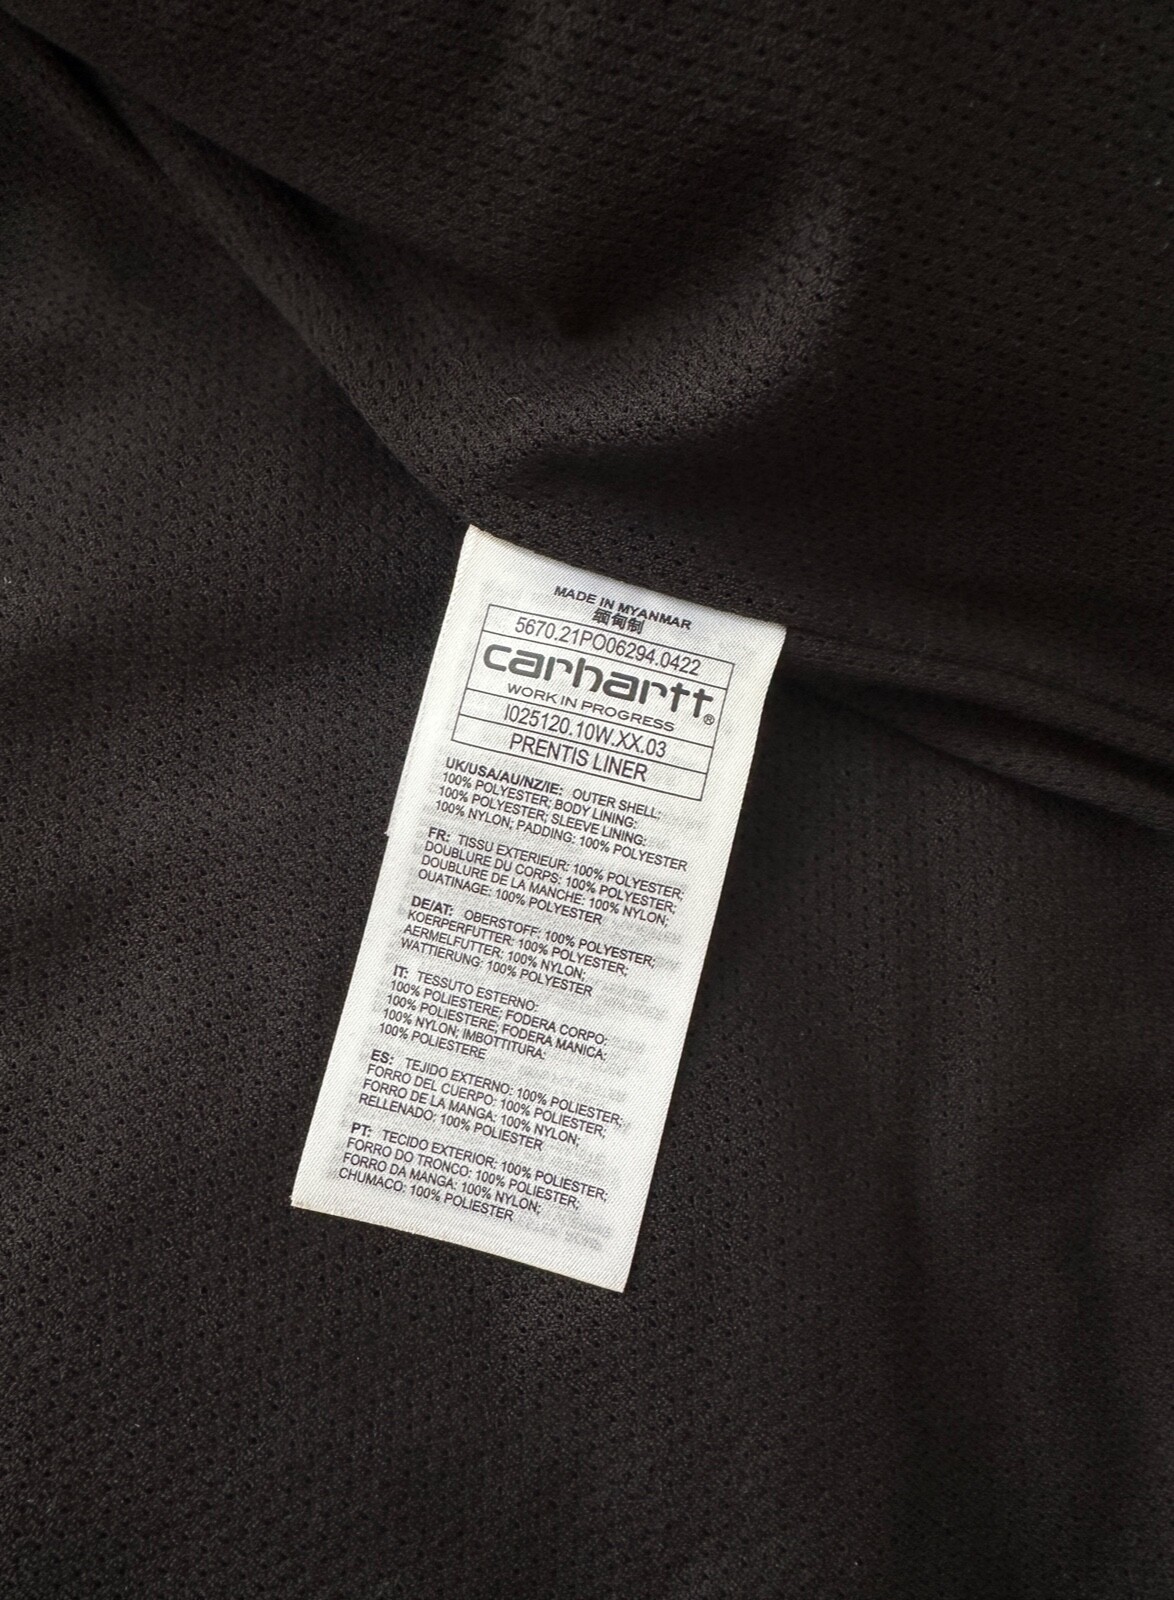 MADE IN MYANMAR
缅甸制
5670.21PO06294.0422
carhartt®
WORK IN PROGRESS
I025120.10W.XX.03
PRENTIS LINER
UK/USA/AU/NZ/IE: OUTER SHELL:
100% POLYESTER; BODY LINING:
100% POLYESTER; SLEEVE LINING:
100% NYLON; PADDING: 100% POLYESTER
FR: TISSU EXTERIEUR: 100% POLYESTER;
DOUBLURE DU CORPS: 100% POLYESTER;
DOUBLURE DE LA MANCHE: 100% NYLON;
OUATINAGE: 100% POLYESTER
DE/AT: OBERSTOFF: 100% POLYESTER;
KOERPERFUTTER: 100% POLYESTER;
AERMELFUTTER: 100% NYLON;
WATTIERUNG: 100% POLYESTER
IT: TESSUTO ESTERNO:
100% POLIESTERE; FODERA CORPO:
100% POLIESTERE; FODERA MANICA:
100% NYLON; IMBOTTITURA:
100% POLIESTERE
ES: TEJIDO EXTERNO: 100% POLIESTER;
FORRO DEL CUERPO: 100% POLIESTER;
FORRO DE LA MANGA: 100% NYLON;
RELLENADO: 100% POLIESTER
PT: TECIDO EXTERIOR: 100% POLIESTER;
FORRO DO TRONCO: 100% POLIESTER;
FORRO DA MANGA: 100% NYLON;
CHUMACO: 100% POLIESTER